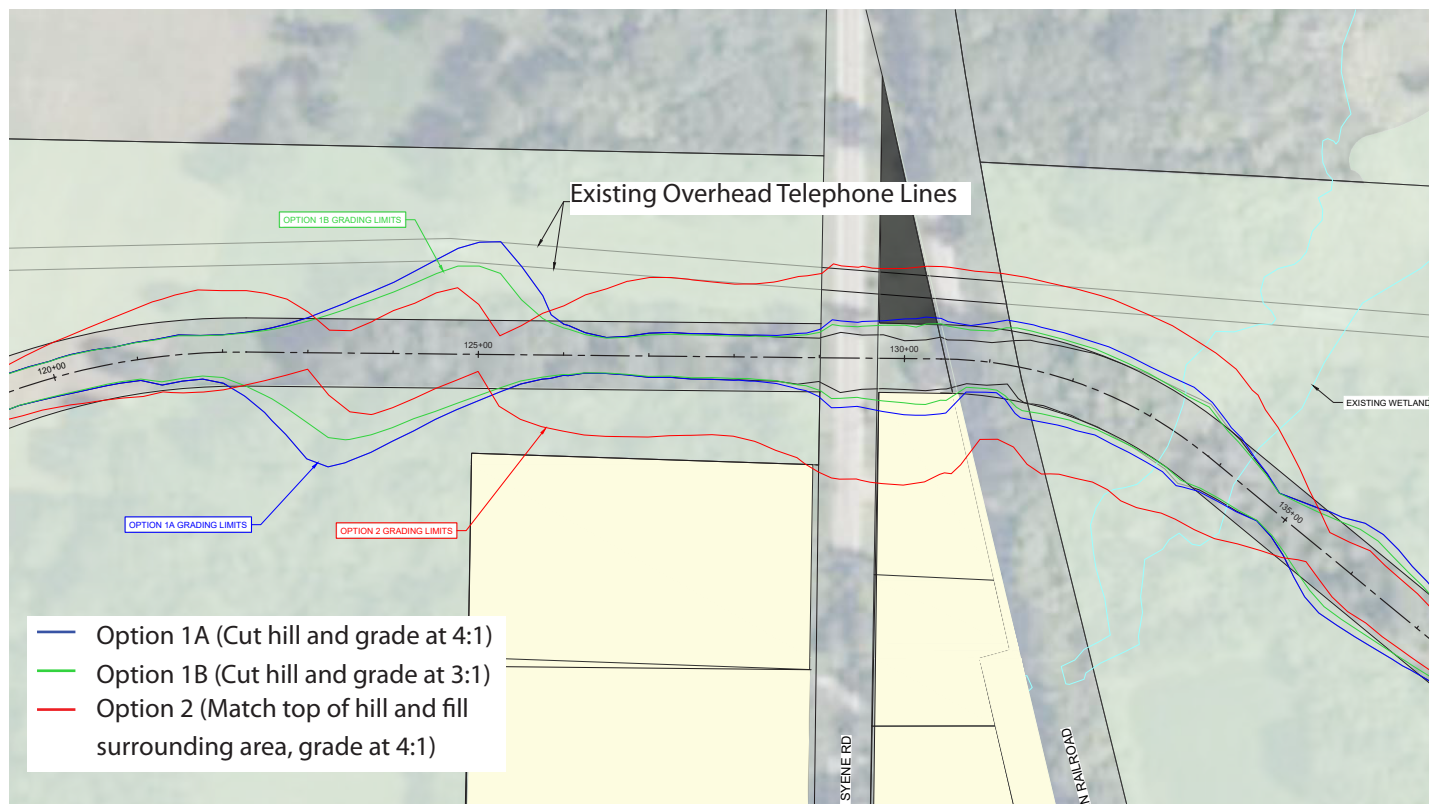 Existing Overhead Telephone Lines
OPTION 1B GRADING LIMITS
120+00
125+00
130+00
135+00
EXISTING WETLAND
OPTION 1A GRADING LIMITS
OPTION 2 GRADING LIMITS
Option 1A (Cut hill and grade at 4:1)
Option 1B (Cut hill and grade at 3:1)
Option 2 (Match top of hill and fill
surrounding area, grade at 4:1)
SYENE RD
N RAILROAD